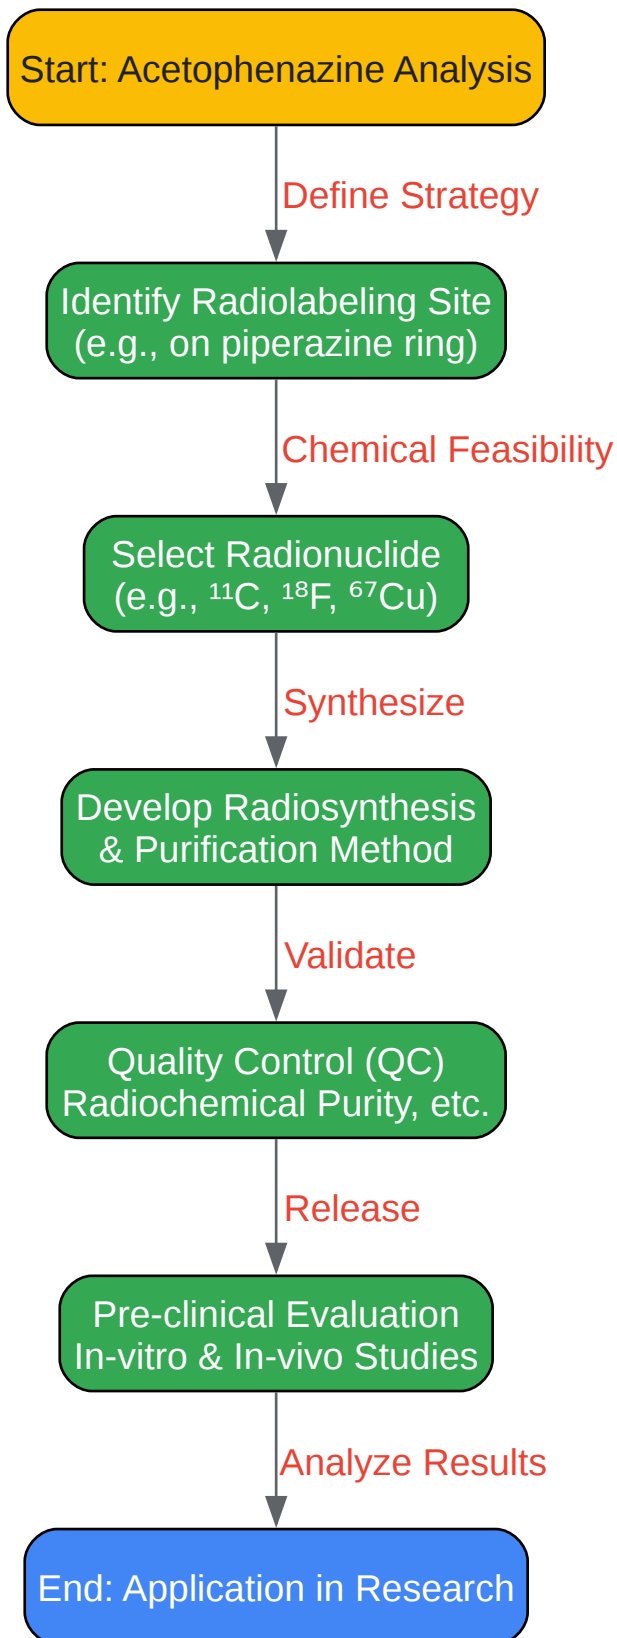 Start: Acetophenazine Analysis
Define Strategy
Identify Radiolabeling Site
(e.g., on piperazine ring)
Chemical Feasibility
Select Radionuclide
(e.g., ¹¹C, ¹⁸F, ⁶⁷Cu)
Synthesize
Develop Radiosynthesis
& Purification Method
Validate
Quality Control (QC)
Radiochemical Purity, etc.
Release
Pre-clinical Evaluation
In-vitro & In-vivo Studies
Analyze Results
End: Application in Research